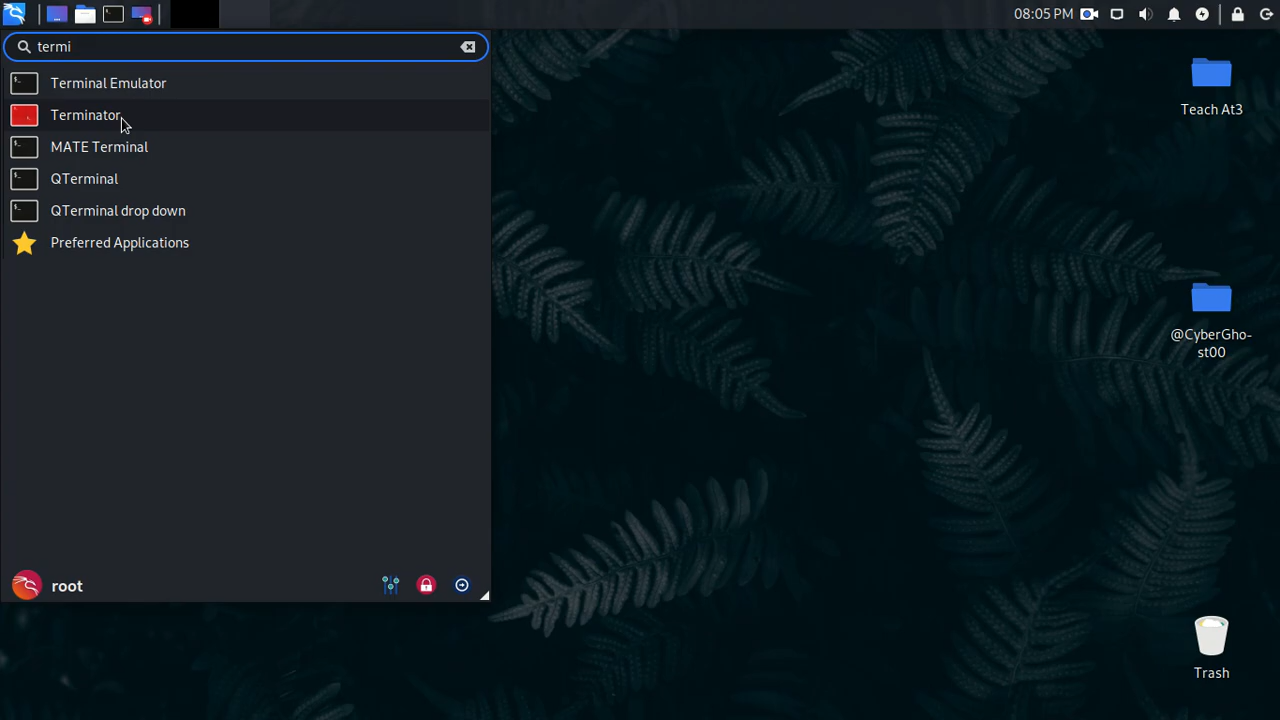 08:05 PM
termi
Terminal Emulator
Terminator
MATE Terminal
QTerminal
QTerminal drop down
Preferred Applications
root
Teach At3
@CyberGho-
st00
Trash